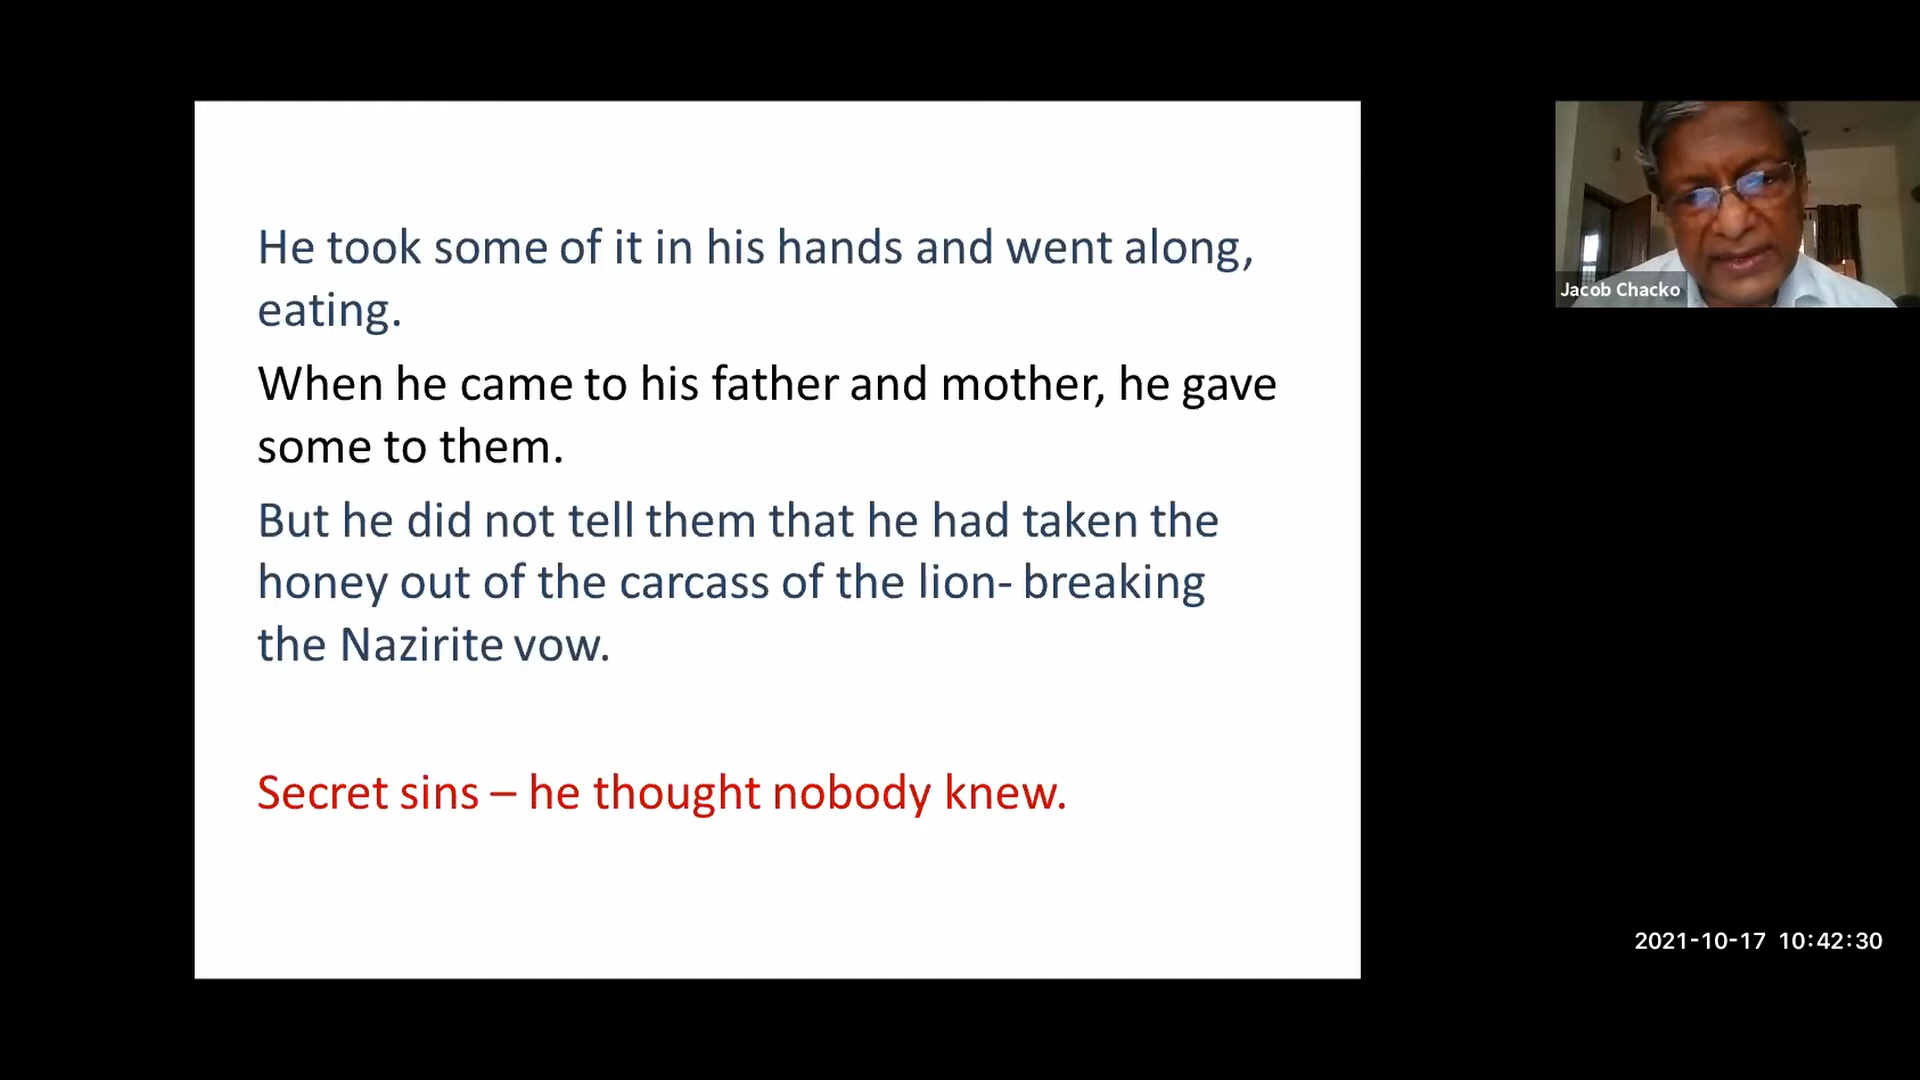 He took some of it in his hands and went along,
eating.
When he came to his father and mother, he gave
some to them.
But he did not tell them that he had taken the
honey out of the carcass of the lion- breaking
the Nazirite vow.
Secret sins – he thought nobody knew.
Jacob Chacko
2021-10-17 10:42:30